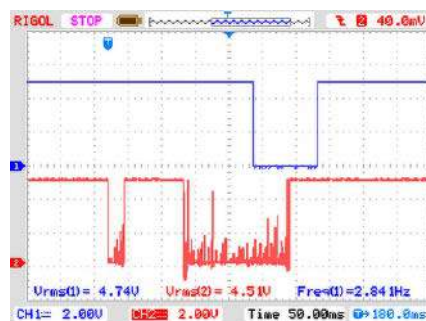 RIGOL STOP T 2 40.0mV
T
1
2
Vrms(1)= 4.74V Vrms(2)= 4.51V Freq(1)=2.841Hz
CH1= 2.00V CH2= 2.00V Time 50.00ms T→180.0ms